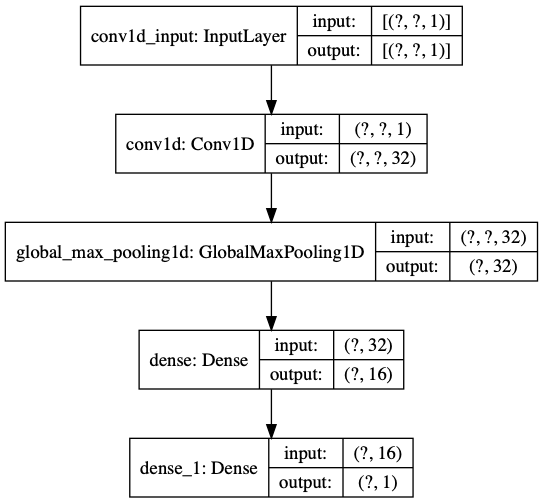 conv1d_input: InputLayer
input: [(?, ?, 1)]
output: [(?, ?, 1)]
conv1d: Conv1D
input: (?, ?, 1)
output: (?, ?, 32)
global_max_pooling1d: GlobalMaxPooling1D
input: (?, ?, 32)
output: (?, 32)
dense: Dense
input: (?, 32)
output: (?, 16)
dense_1: Dense
input: (?, 16)
output: (?, 1)